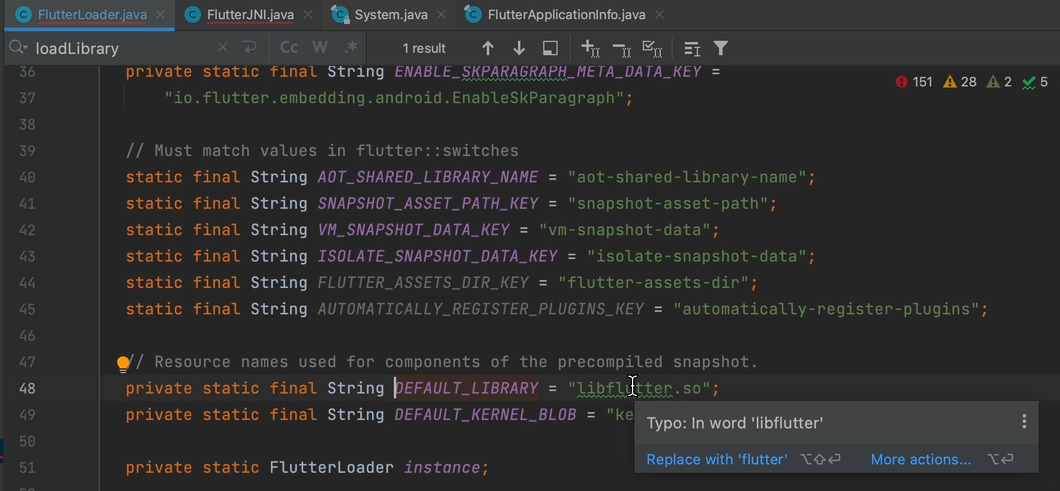 FlutterLoader.java FlutterJNI.java System.java FlutterApplicationInfo.java
loadLibrary Cc W .* 1 result
36 private static final String ENABLE_SKPARAGRAPH_META_DATA_KEY =
151 28 2 5
37 "io.flutter.embedding.android.EnableSkParagraph";
38
39 // Must match values in flutter::switches
40 static final String AOT_SHARED_LIBRARY_NAME = "aot-shared-library-name";
41 static final String SNAPSHOT_ASSET_PATH_KEY = "snapshot-asset-path";
42 static final String VM_SNAPSHOT_DATA_KEY = "vm-snapshot-data";
43 static final String ISOLATE_SNAPSHOT_DATA_KEY = "isolate-snapshot-data";
44 static final String FLUTTER_ASSETS_DIR_KEY = "flutter-assets-dir";
45 static final String AUTOMATICALLY_REGISTER_PLUGINS_KEY = "automatically-register-plugins";
46
47 // Resource names used for components of the precompiled snapshot.
48 private static final String DEFAULT_LIBRARY = "libflutter.so";
49 private static final String DEFAULT_KERNEL_BLOB = "ke
Typo: In word 'libflutter'
50
Replace with 'flutter' ⌥⇧⏎ More actions... ⌥⏎
51 private static FlutterLoader instance;